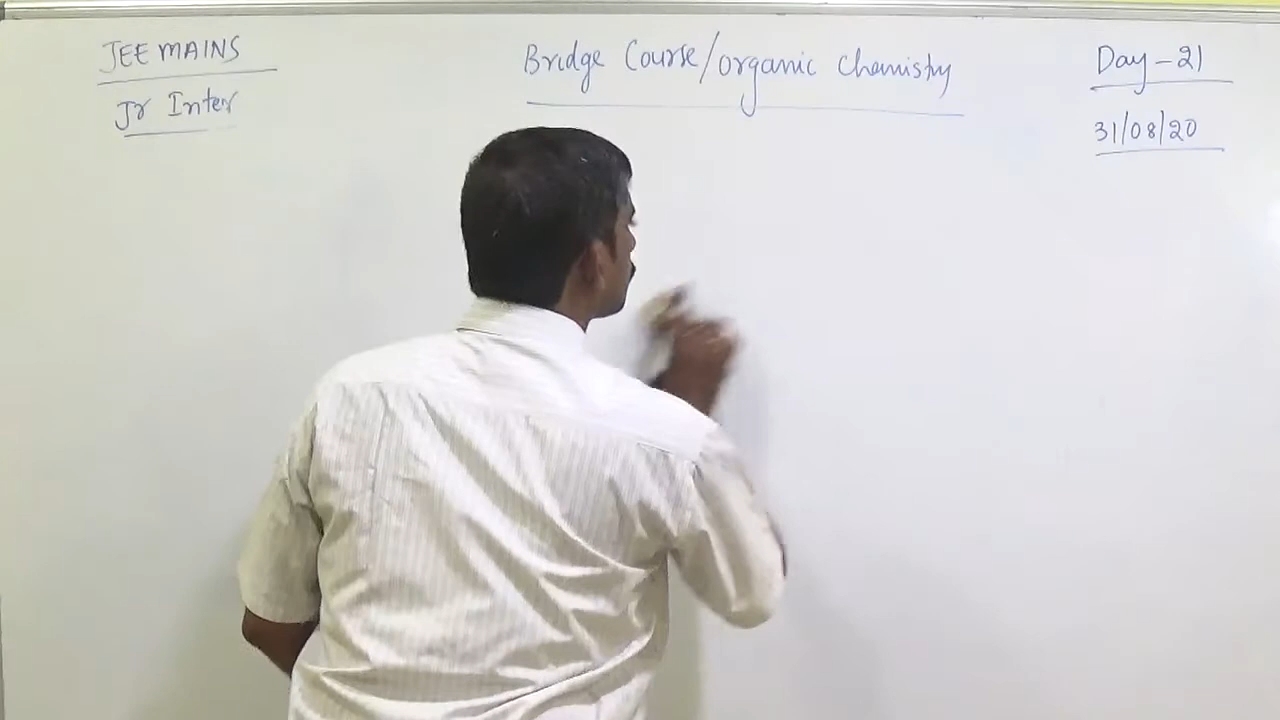 JEE MAINS
Jr Inter
Bridge Course/organic chemistry
Day-21
31/08/20